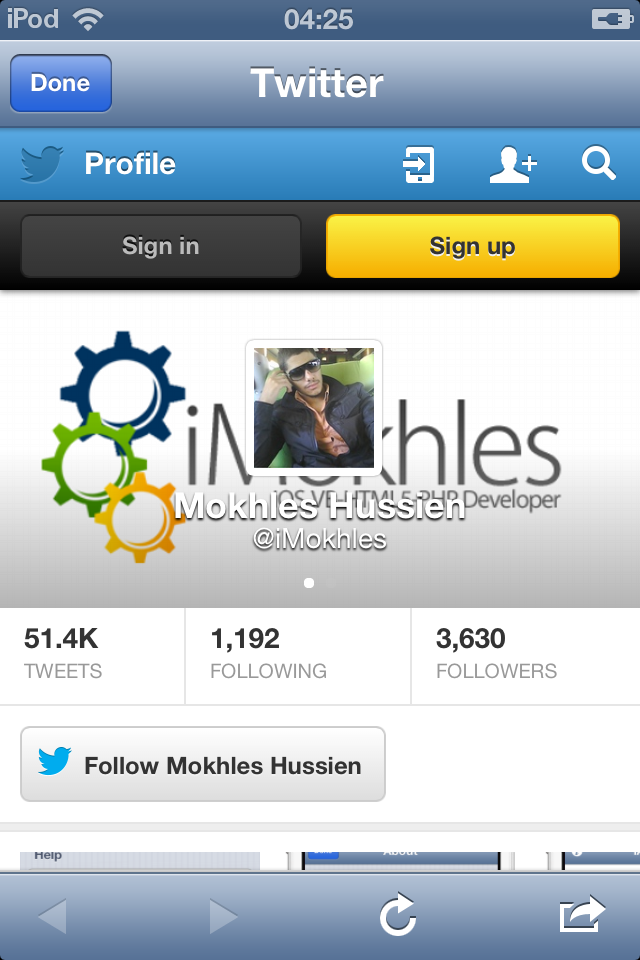 iPod 04:25
Done Twitter
Profile
Sign in Sign up
iMokhles
iOS VB HTML5 PHP Developer
Mokhles Hussien
@iMokhles
51.4K 1,192 3,630
TWEETS FOLLOWING FOLLOWERS
Follow Mokhles Hussien
Help About